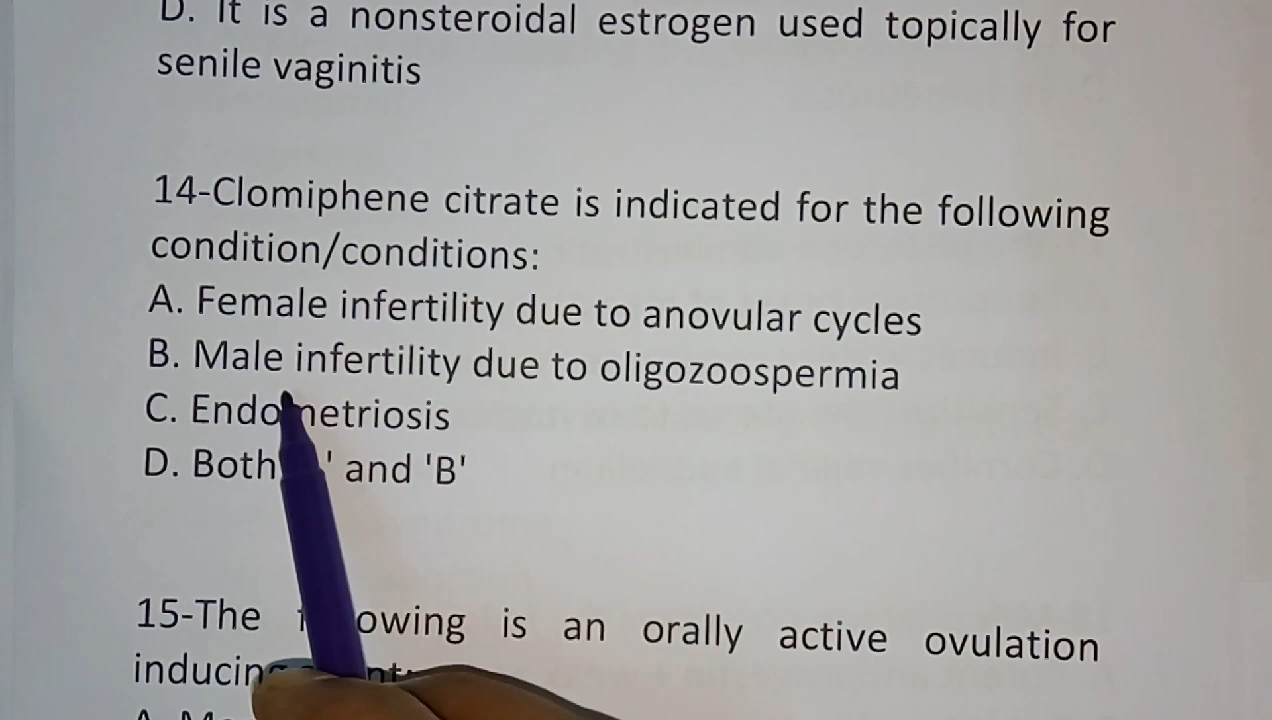 D. It is a nonsteroidal estrogen used topically for
senile vaginitis
14-Clomiphene citrate is indicated for the following
condition/conditions:
A. Female infertility due to anovular cycles
B. Male infertility due to oligozoospermia
C. Endometriosis
D. Both ' and 'B'
15-The is an orally active ovulation